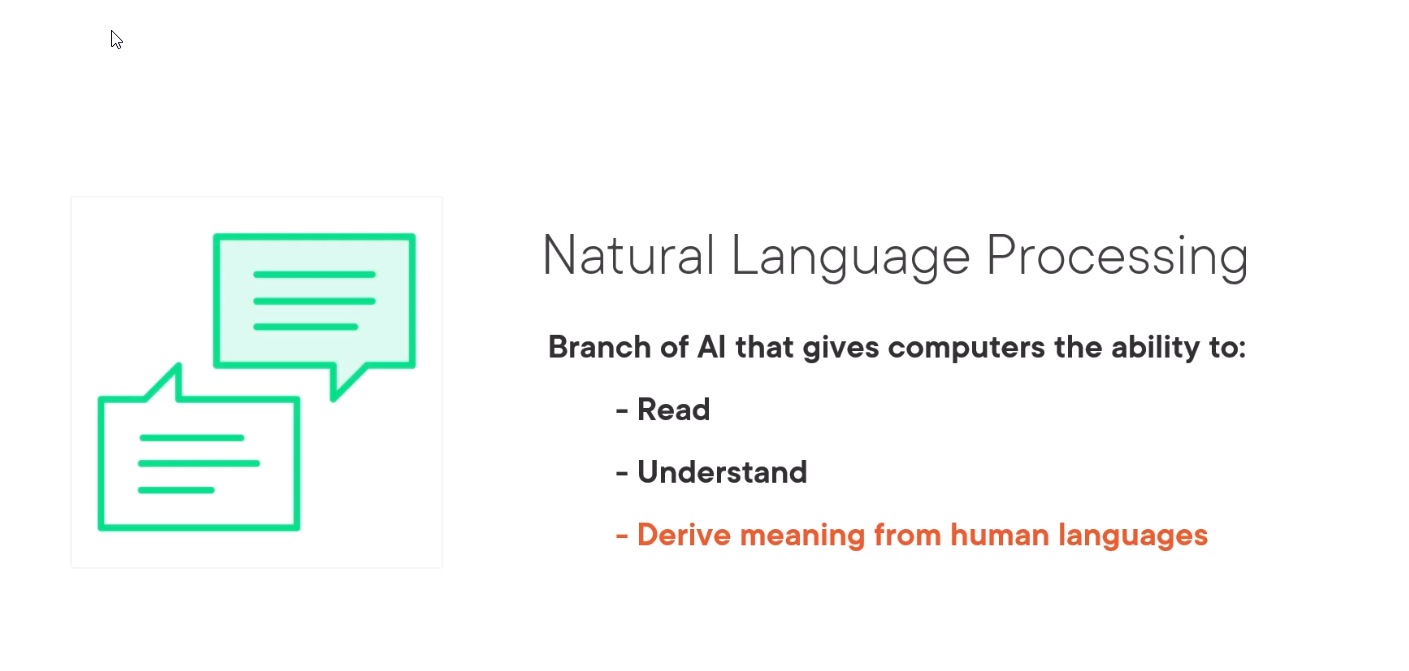 Natural Language Processing
Branch of AI that gives computers the ability to:
- Read
- Understand
- Derive meaning from human languages